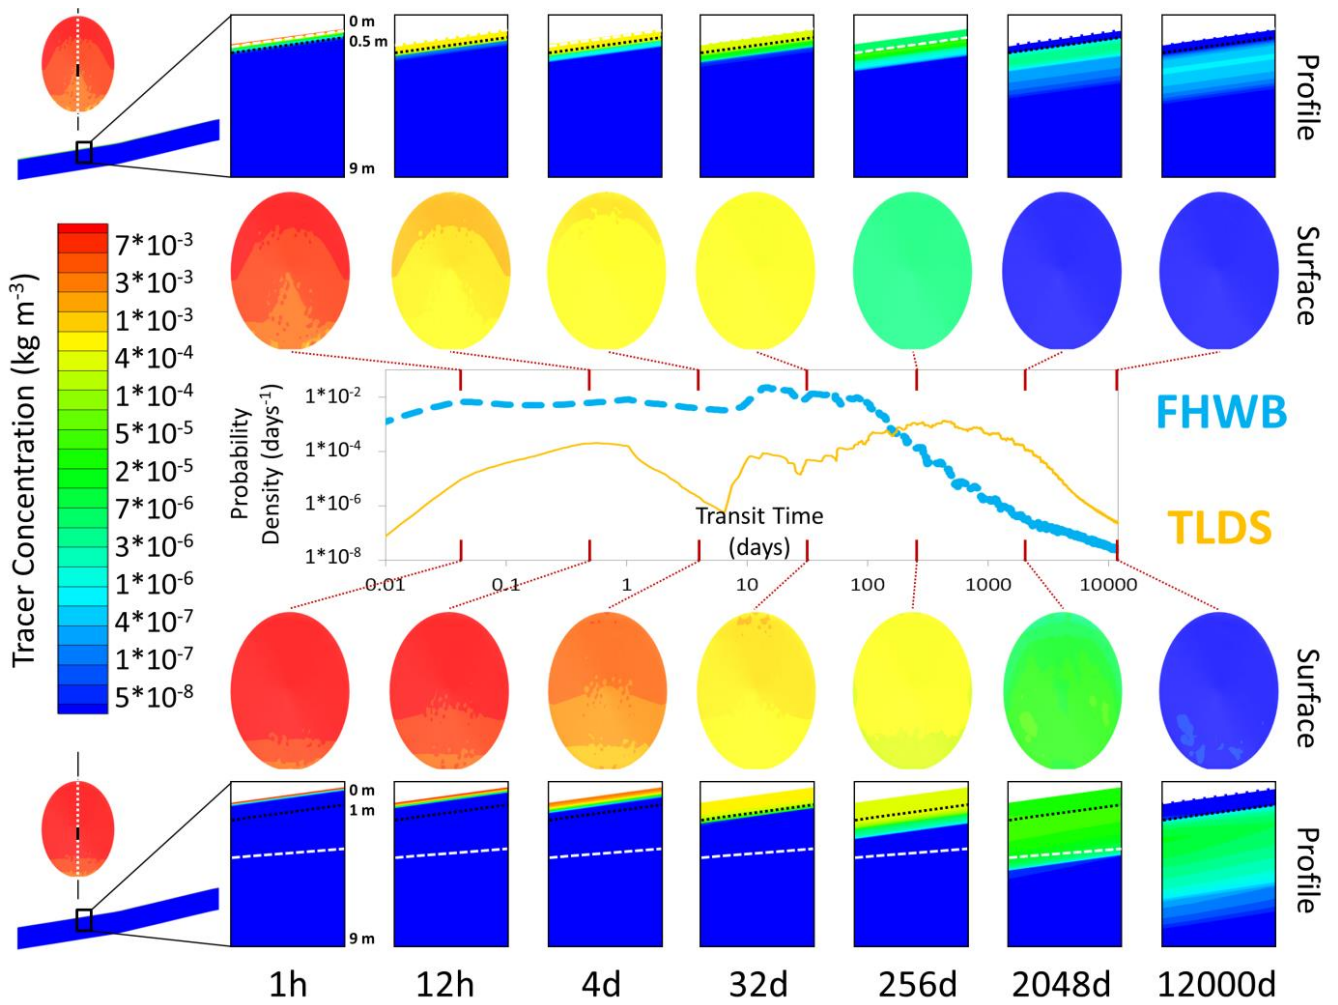 0 m
0.5 m
9 m
Profile
Surface
Tracer Concentration (kg m-3)
7*10-3
3*10-3
1*10-3
4*10-4
1*10-4
5*10-5
2*10-5
7*10-6
3*10-6
1*10-6
4*10-7
1*10-7
5*10-8
Probability
Density (days-1)
1*10-2
1*10-4
1*10-6
1*10-8
Transit Time
(days)
0.01
0.1
1
10
100
1000
10000
FHWB
TLDS
Surface
0 m
1 m
9 m
Profile
1h
12h
4d
32d
256d
2048d
12000d